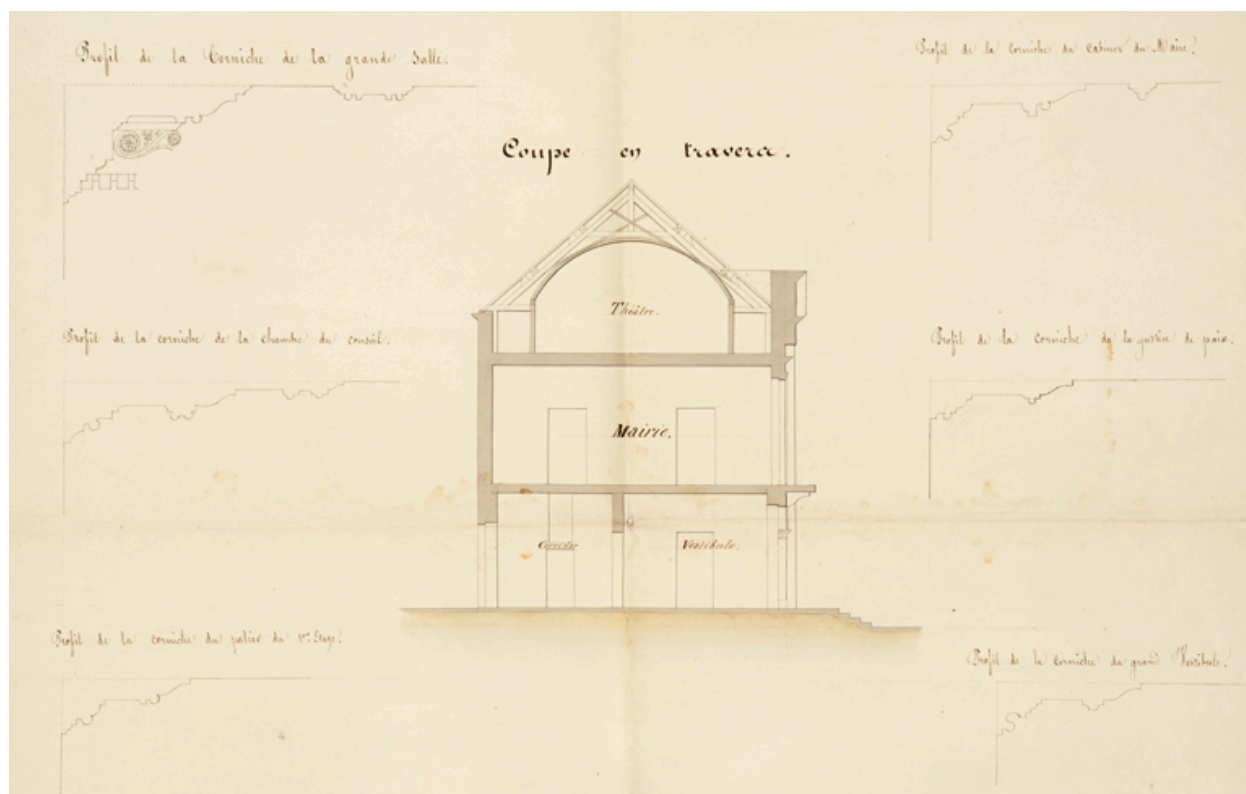 Profil de la Corniche de la grande Salle.
Profil de la corniche du cabinet du Maire.
Coupe en travers.
Théâtre.
Profil de la corniche de la chambre du conseil.
Profil de la corniche de la justice de paix.
Mairie.
Corridor
Vestibule.
Profil de la corniche du palier du 1er Etage.
Profil de la corniche du grand Vestibule.